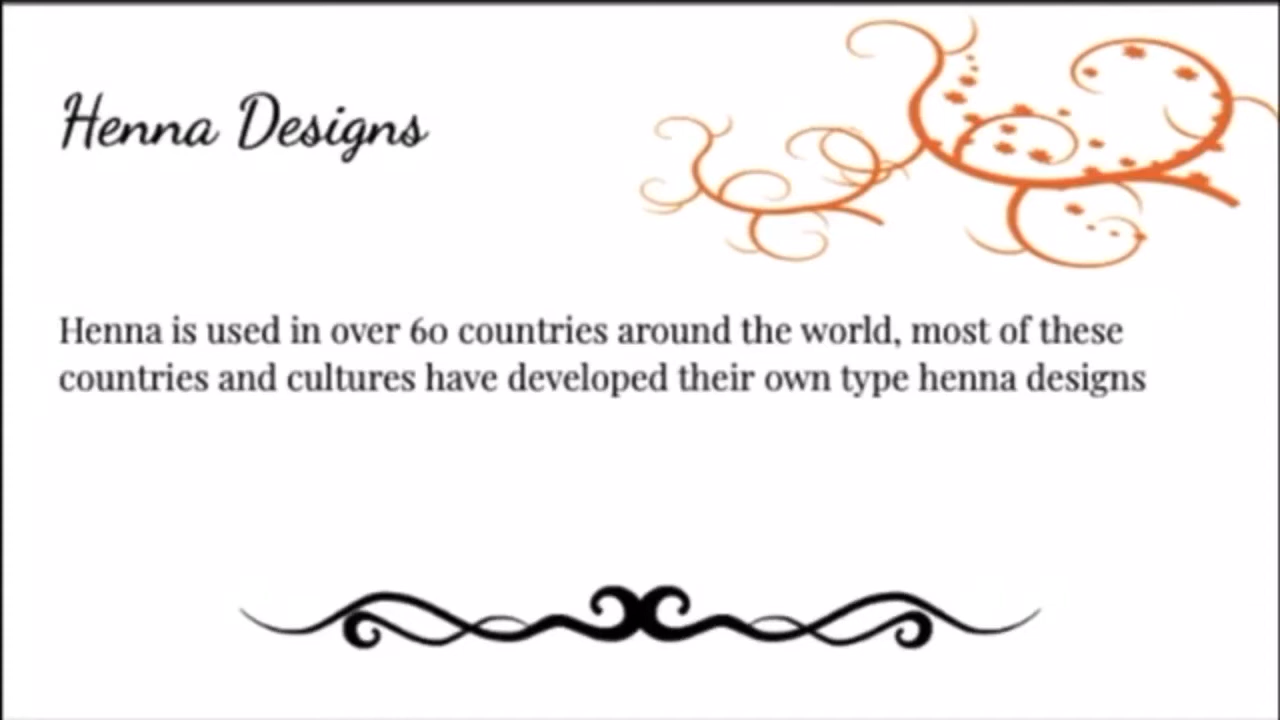 Henna Designs
Henna is used in over 60 countries around the world, most of these
countries and cultures have developed their own type henna designs